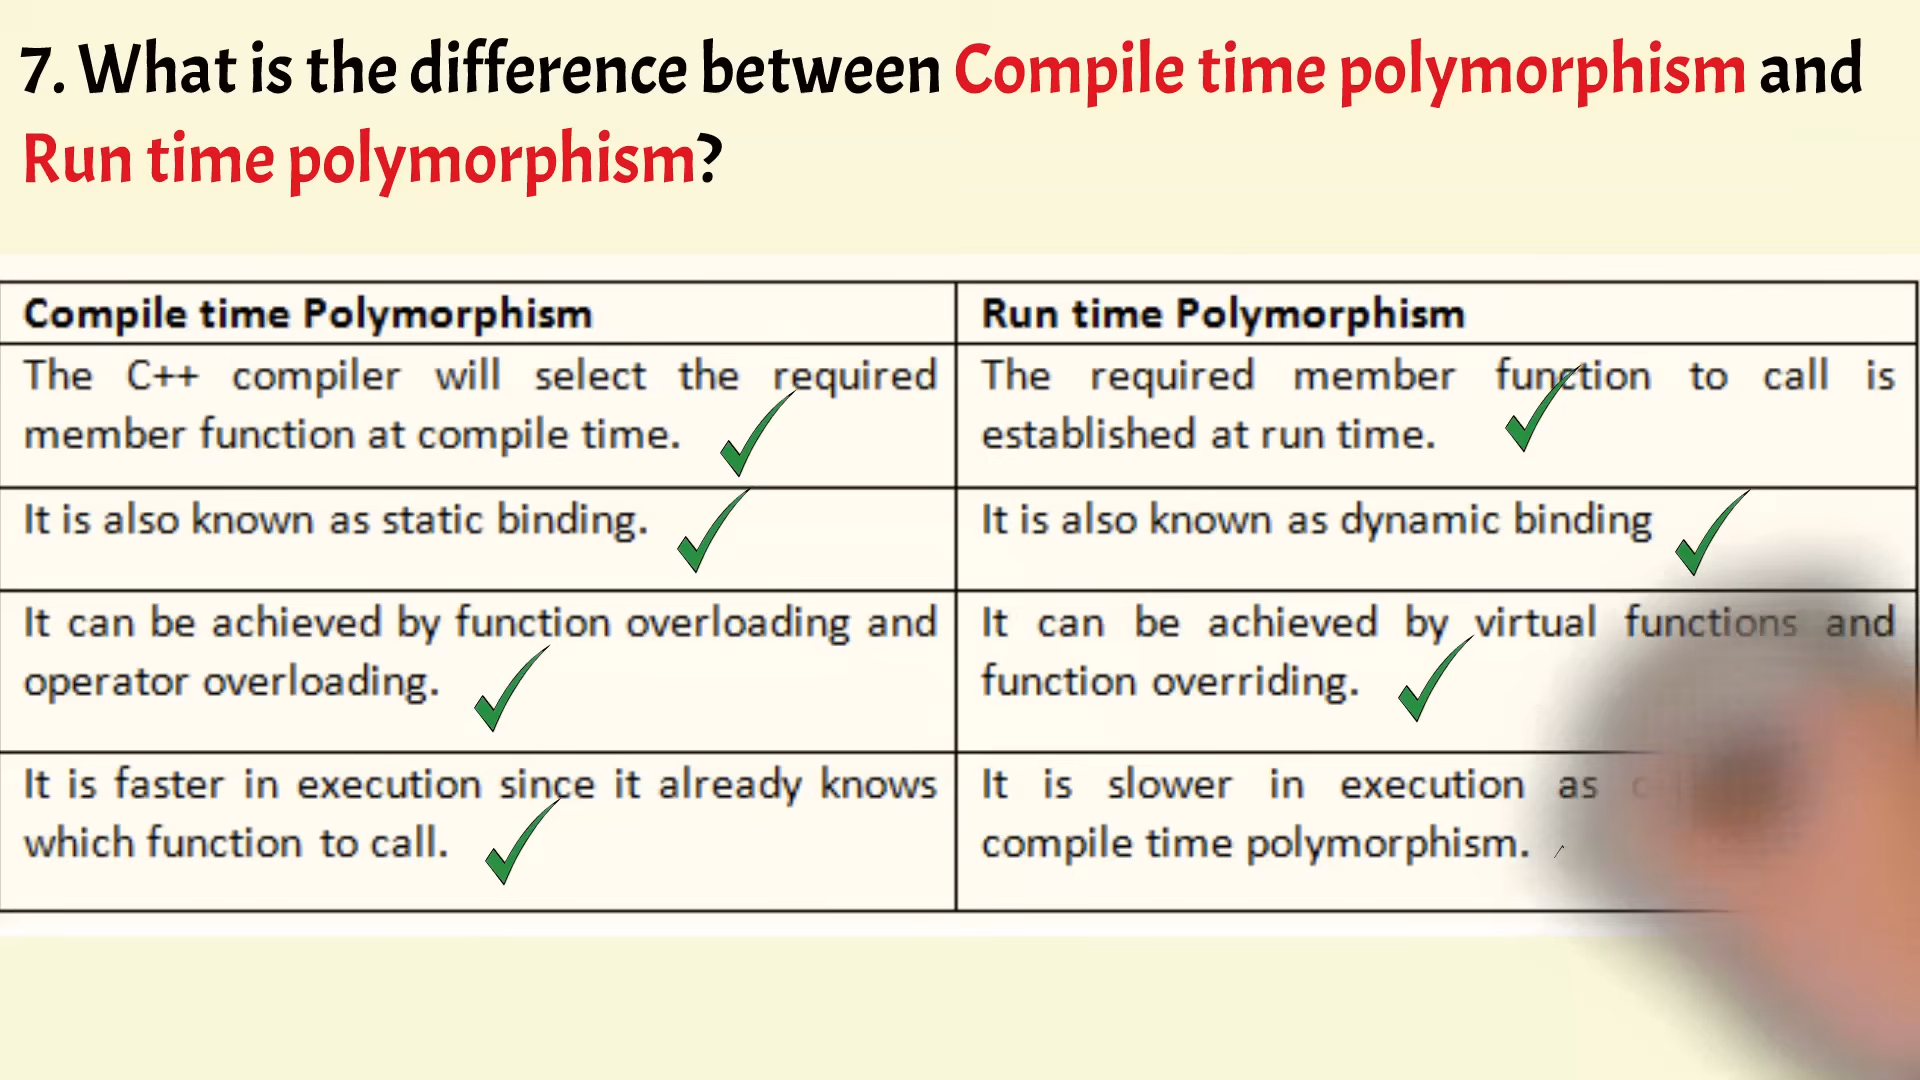 7. What is the difference between Compile time polymorphism and
Run time polymorphism?
Compile time Polymorphism
Run time Polymorphism
The C++ compiler will select the required
member function at compile time.
The required member function to call is
established at run time.
It is also known as static binding.
It is also known as dynamic binding
It can be achieved by function overloading and
operator overloading.
It can be achieved by virtual functions and
function overriding.
It is faster in execution since it already knows
which function to call.
It is slower in execution as
compile time polymorphism.